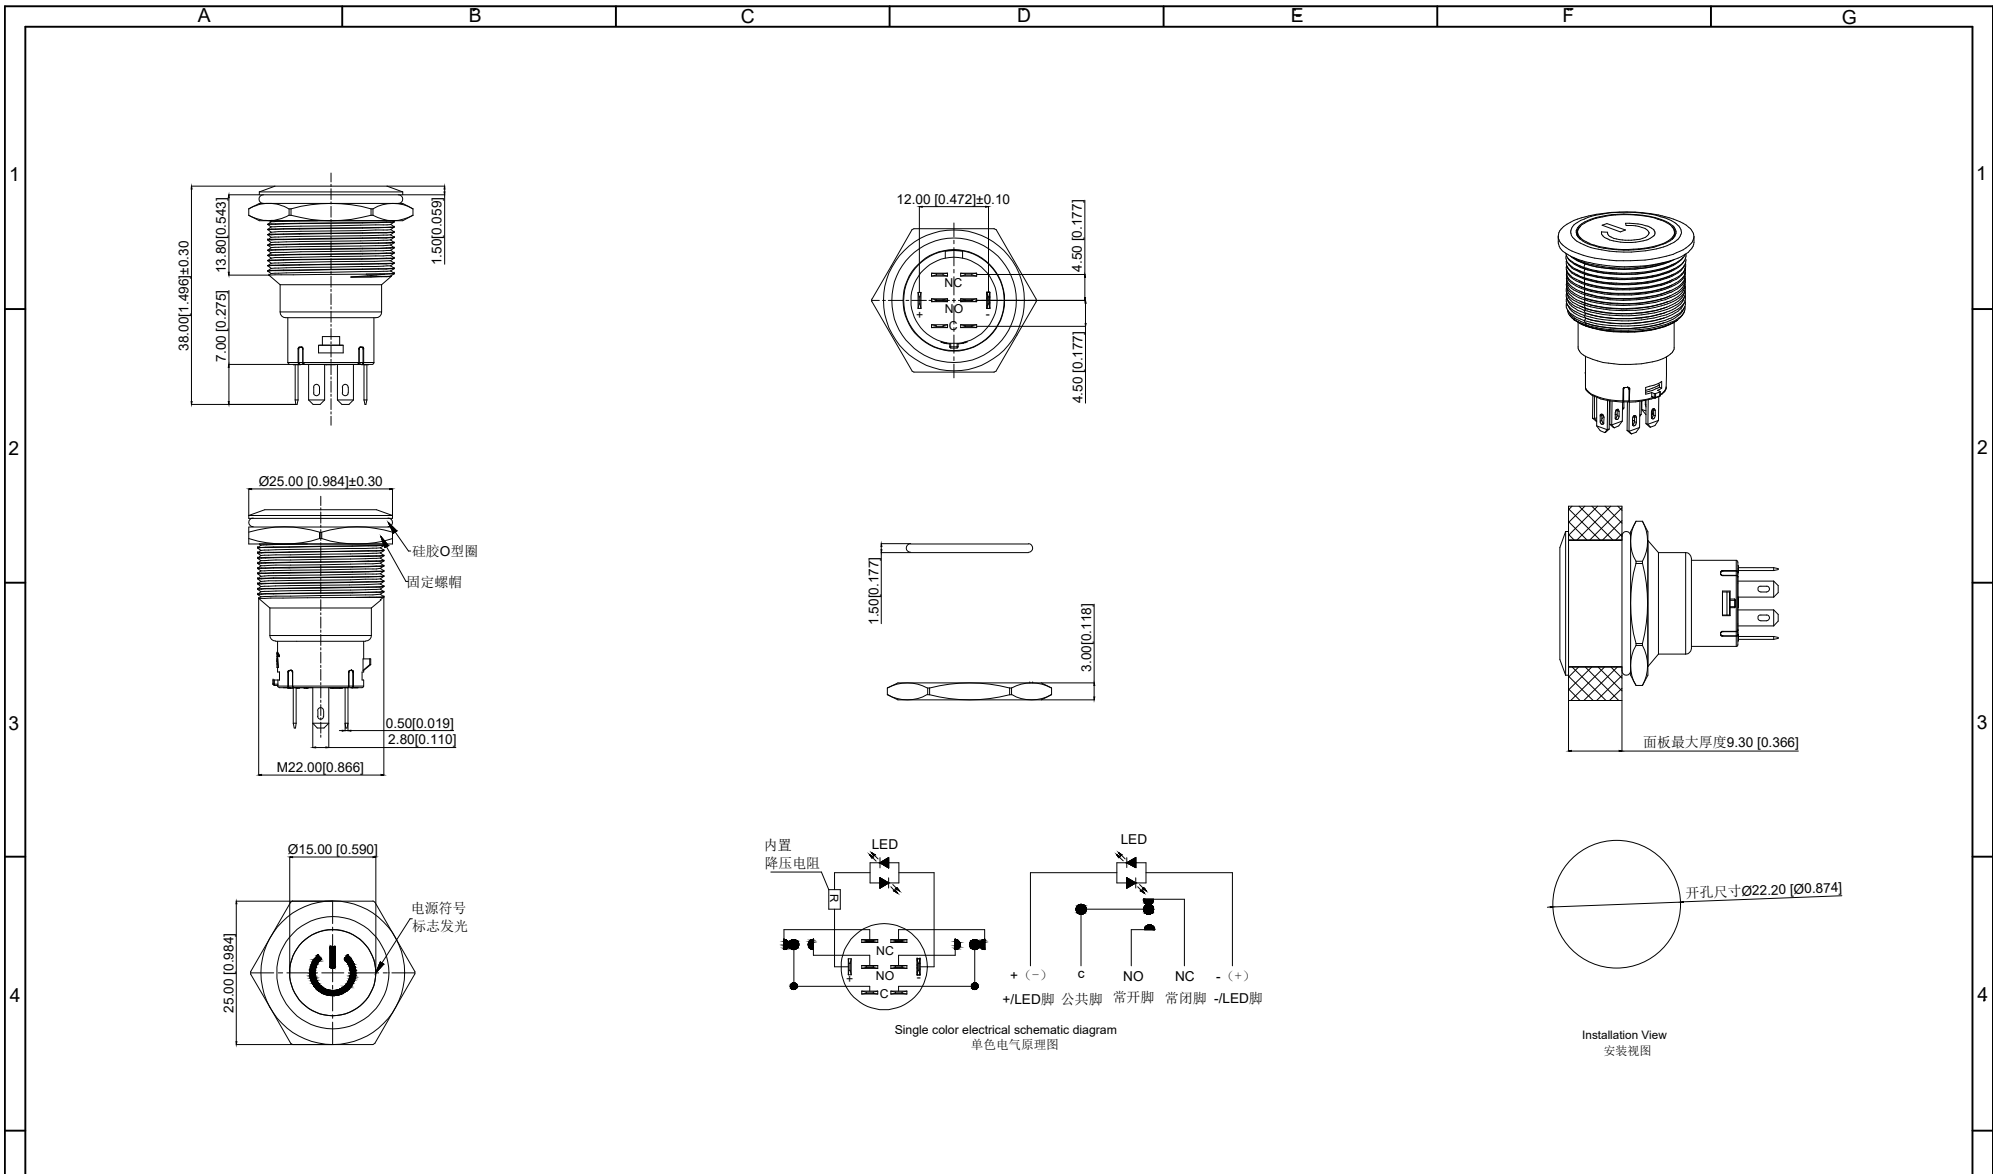 A B C D E F G
1 1
2 2
3 3
4 4
38.00[1.496]±0.30
13.80[0.543]
7.00 [0.275]
1.50[0.059]
12.00 [0.472]±0.10
4.50 [0.177]
4.50 [0.177]
NC
NO
C
+
-
Ø25.00 [0.984]±0.30
硅胶O型圈
固定螺帽
0.50[0.019]
2.80[0.110]
M22.00[0.866]
1.50[0.177]
3.00[0.118]
面板最大厚度9.30 [0.366]
Ø15.00 [0.590]
25.00 [0.984]
电源符号
标志发光
内置
降压电阻
LED
R
NC
NO
C
+
-
LED
+（-） c NO NC -（+）
+/LED脚 公共脚 常开脚 常闭脚 -/LED脚
Single color electrical schematic diagram
单色电气原理图
开孔尺寸Ø22.20 [Ø0.874]
Installation View
安装视图